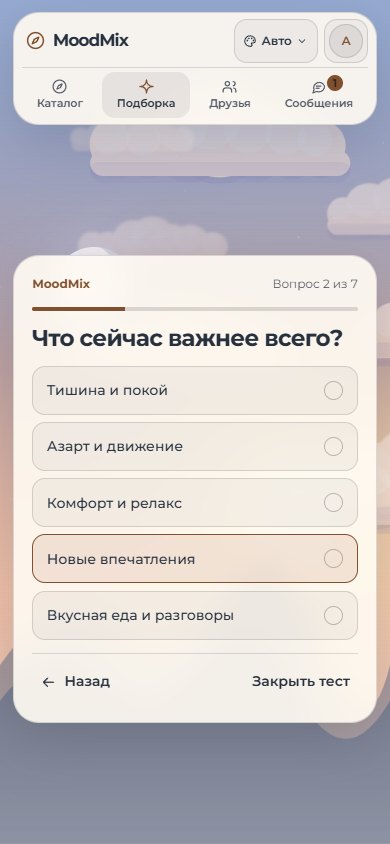 MoodMix
Авто
A
Каталог
Подборка
Друзья
Сообщения
1
MoodMix
Вопрос 2 из 7
Что сейчас важнее всего?
Тишина и покой
Азарт и движение
Комфорт и релакс
Новые впечатления
Вкусная еда и разговоры
Назад
Закрыть тест